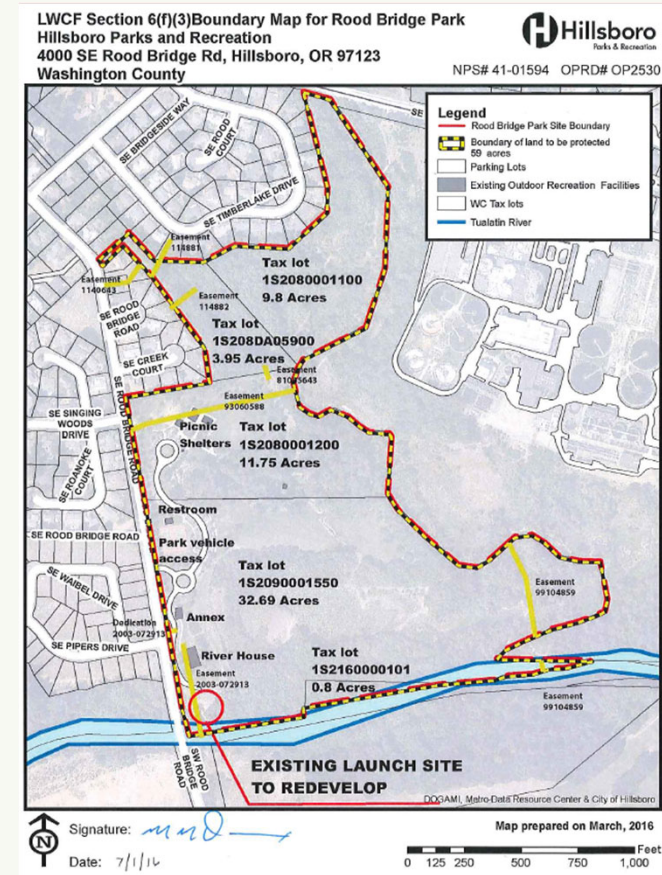 LWCF Section 6(f)(3)Boundary Map for Rood Bridge Park
Hillsboro Parks and Recreation
4000 SE Rood Bridge Rd, Hillsboro, OR 97123
Washington County
Hillsboro
Parks & Recreation
NPS# 41-01594 OPRD# OP2530
SE
Legend
Rood Bridge Park Site Boundary
Boundary of land to be protected
59 acres
Parking Lots
Existing Outdoor Recreation Facilities
WC Tax lots
Tualatin River
SE BRIDGESIDE WAY
SE ROOD
COURT
SE TIMBERLAKE DRIVE
Easement
114881
Easement
1140643
Easement
114882
Tax lot
1S2080001100
9.8 Acres
SE ROOD
BRIDGE
ROAD
Tax lot
1S208DA05900
3.95 Acres
SE CREEK
COURT
Easement
81035643
Easement
93060588
SE SINGING
WOODS
DRIVE
SE ROOD BRIDGE ROAD
Picnic
Shelters
Tax lot
1S2080001200
11.75 Acres
SE ROANOKE
COURT
Restroom
SE ROOD BRIDGE ROAD
Park vehicle
access
Tax lot
1S2090001550
32.69 Acres
SE WAIBEL DRIVE
Easement
99104859
Dedication
2003-072913
Annex
SE PIPERS DRIVE
River House
Easement
2003-072913
Tax lot
1S2160000101
0.8 Acres
Easement
99104859
SW ROOD
BRIDGE
ROAD
EXISTING LAUNCH SITE
TO REDEVELOP
DOGAMI, Metro-Data Resource Center & City of Hillsboro
N
Signature:
Date: 7/1/16
Map prepared on March, 2016
Feet
0 125 250 500 750 1,000